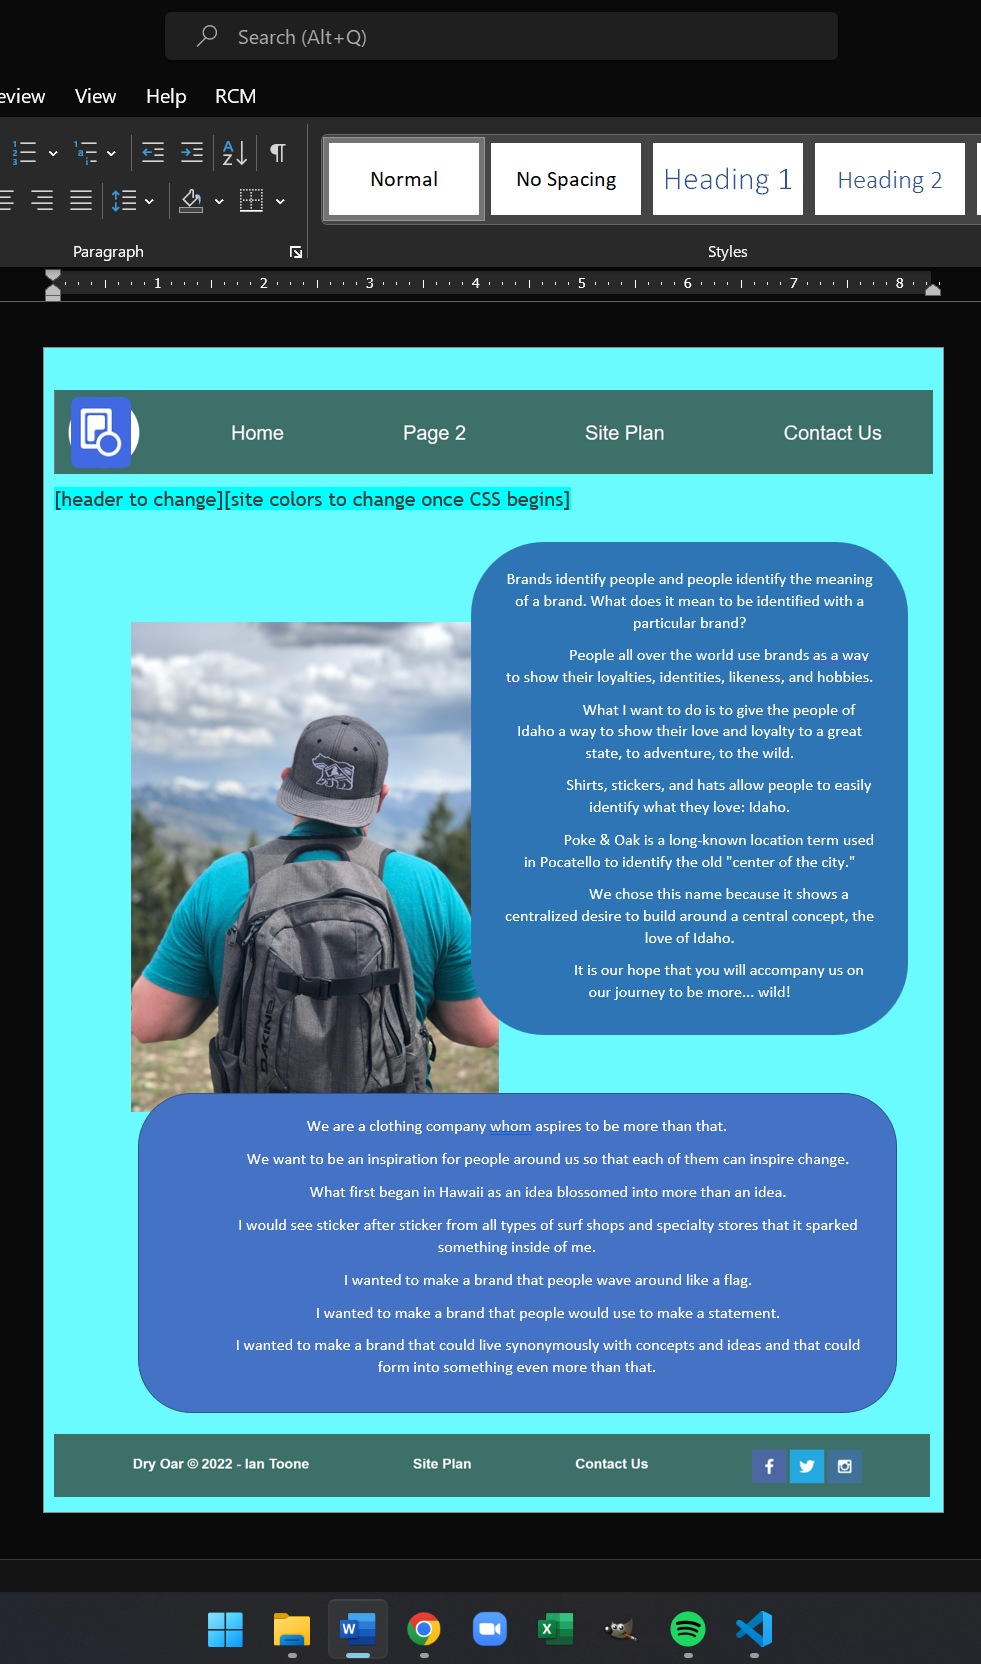 Search (Alt+Q)
eview View Help RCM
Normal No Spacing Heading 1 Heading 2
Paragraph Styles
1 2 3 4 5 6 7 8
Home Page 2 Site Plan Contact Us
[header to change][site colors to change once CSS begins]
Brands identify people and people identify the meaning
of a brand. What does it mean to be identified with a
particular brand?
People all over the world use brands as a way
to show their loyalties, identities, likeness, and hobbies.
What I want to do is to give the people of
Idaho a way to show their love and loyalty to a great
state, to adventure, to the wild.
Shirts, stickers, and hats allow people to easily
identify what they love: Idaho.
Poke & Oak is a long-known location term used
in Pocatello to identify the old "center of the city."
We chose this name because it shows a
centralized desire to build around a central concept, the
love of Idaho.
It is our hope that you will accompany us on
our journey to be more... wild!
DAKINE
We are a clothing company whom aspires to be more than that.
We want to be an inspiration for people around us so that each of them can inspire change.
What first began in Hawaii as an idea blossomed into more than an idea.
I would see sticker after sticker from all types of surf shops and specialty stores that it sparked
something inside of me.
I wanted to make a brand that people wave around like a flag.
I wanted to make a brand that people would use to make a statement.
I wanted to make a brand that could live synonymously with concepts and ideas and that could
form into something even more than that.
Dry Oar © 2022 - Ian Toone Site Plan Contact Us